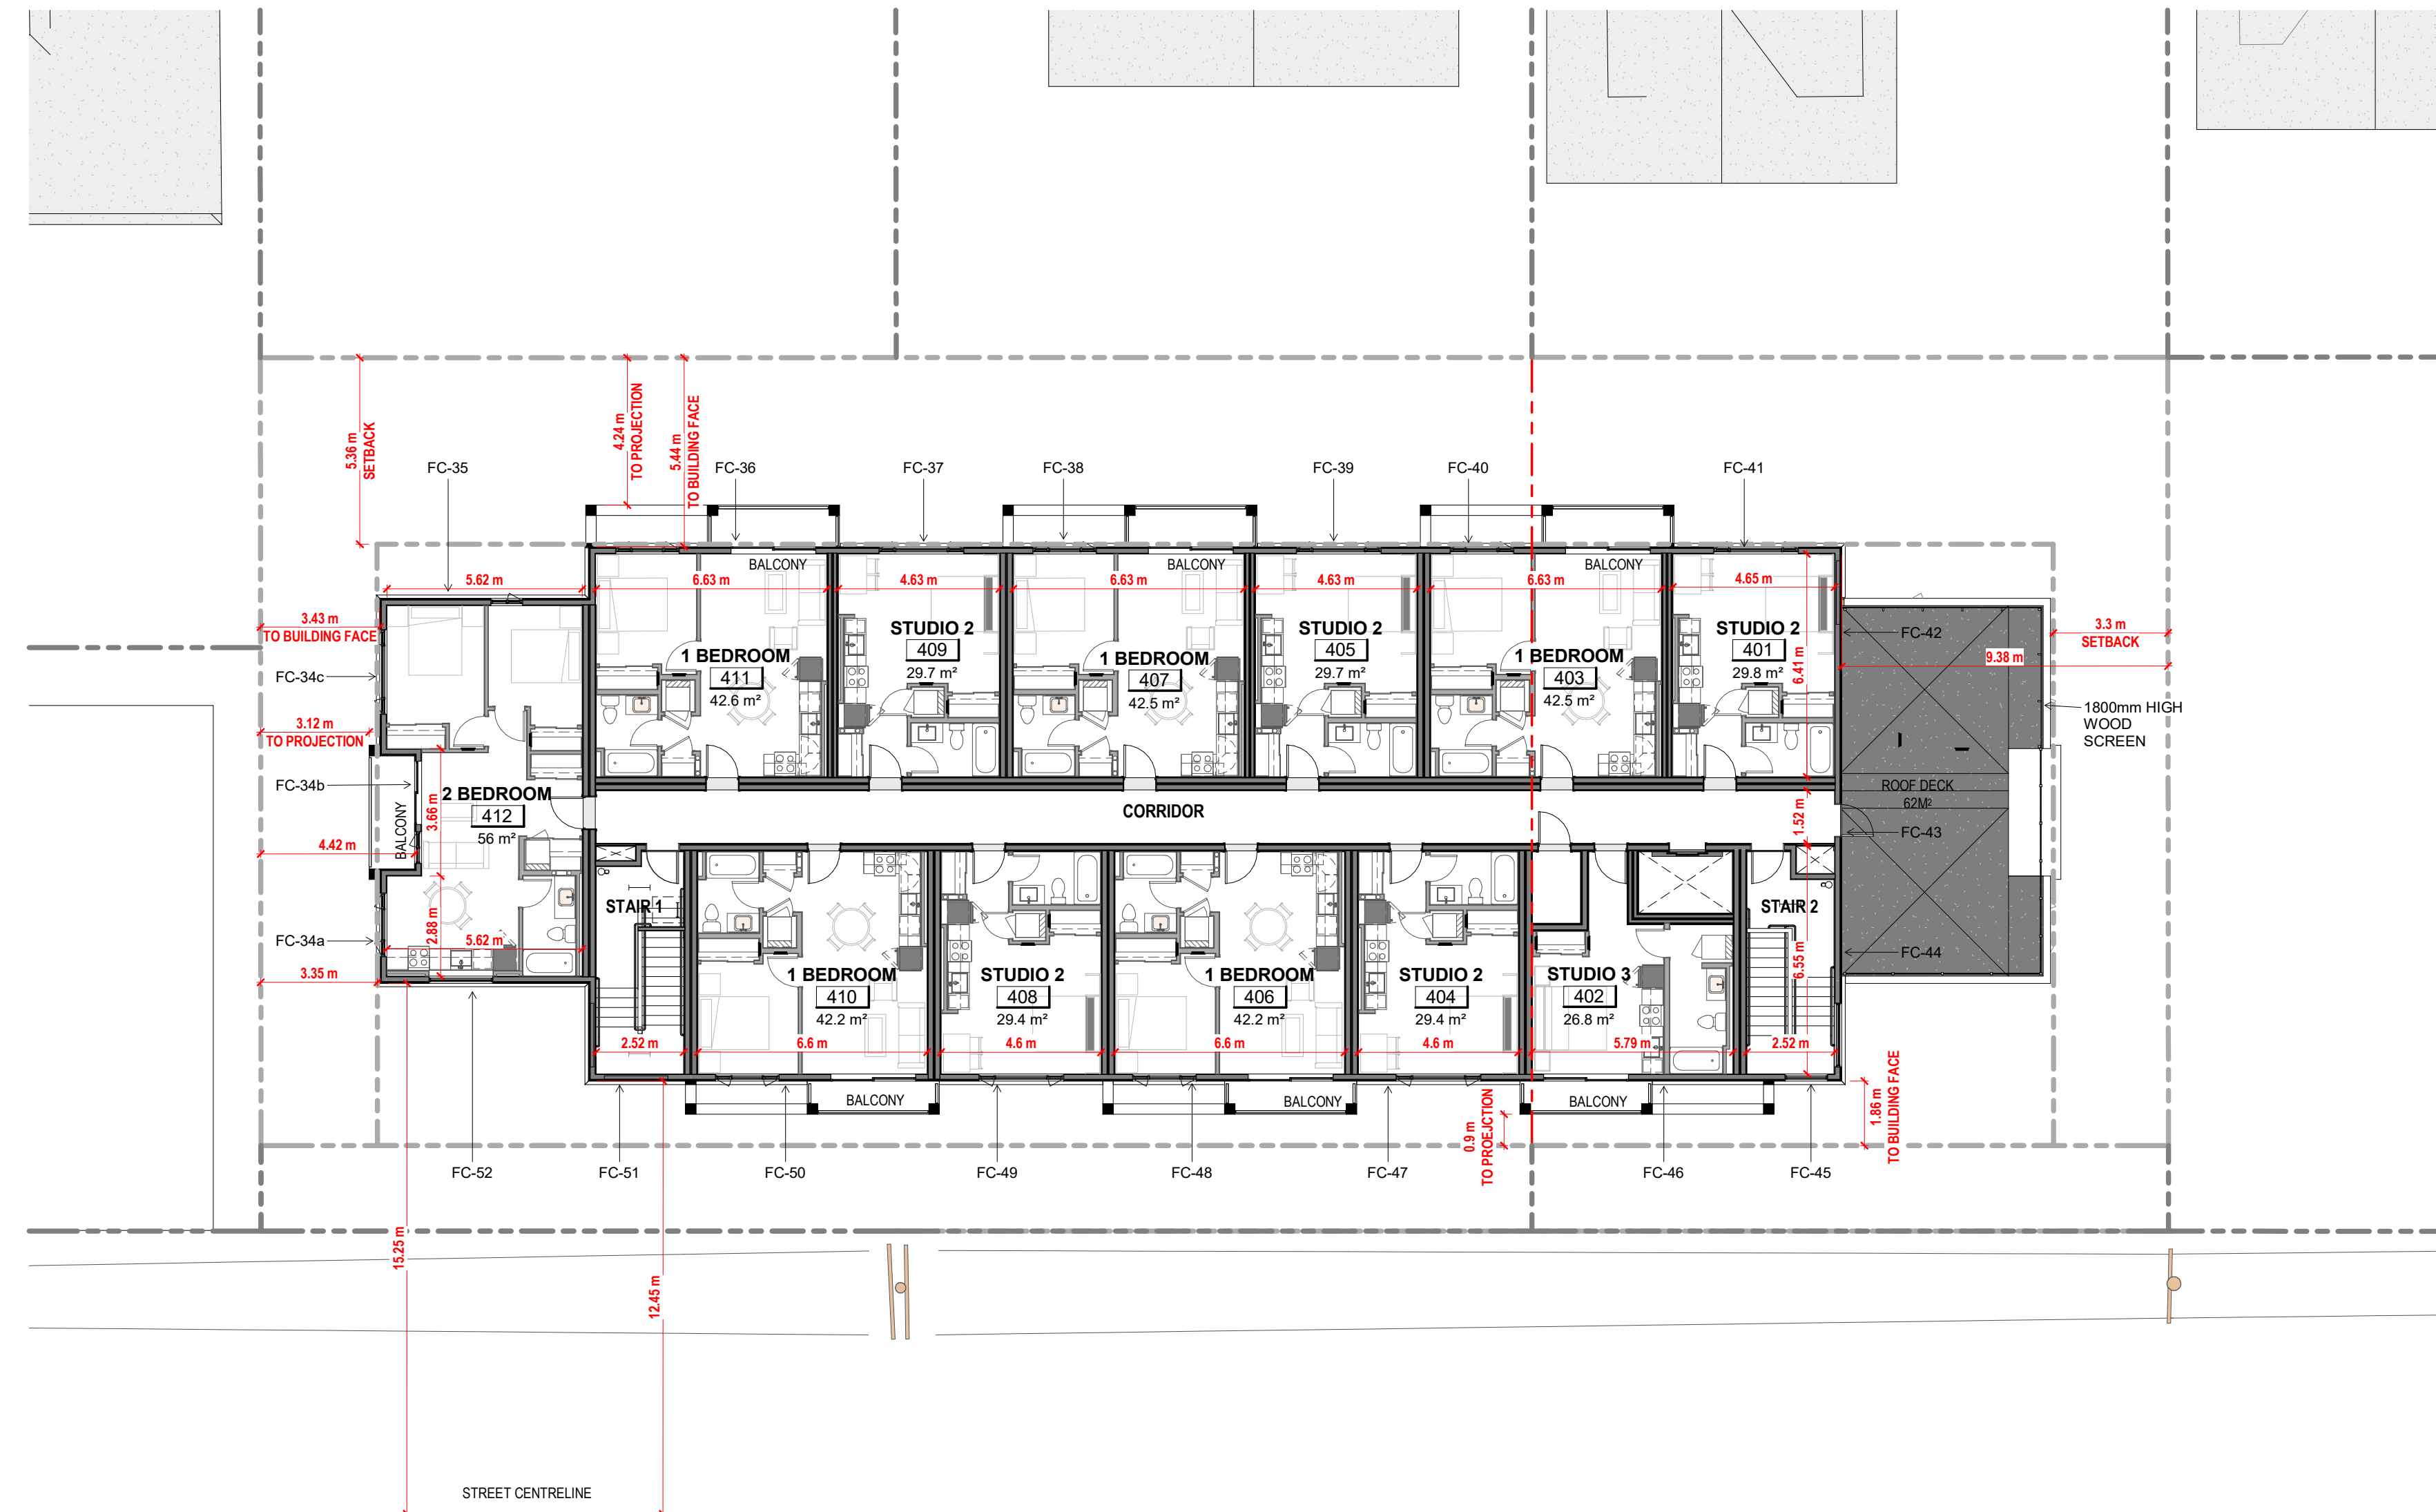 5.36 m
SETBACK
4.24 m
TO PROJECTION
5.44 m
TO BUILDING FACE
FC-35
FC-36
FC-37
FC-38
FC-39
FC-40
FC-41
BALCONY
BALCONY
BALCONY
5.62 m
6.63 m
4.63 m
6.63 m
4.63 m
6.63 m
4.65 m
3.43 m
TO BUILDING FACE
3.3 m
SETBACK
9.38 m
FC-42
6.41 m
FC-34c
1 BEDROOM
411
42.6 m²
STUDIO 2
409
29.7 m²
1 BEDROOM
407
42.5 m²
STUDIO 2
405
29.7 m²
1 BEDROOM
403
42.5 m²
STUDIO 2
401
29.8 m²
1800mm HIGH
WOOD
SCREEN
3.12 m
TO PROJECTION
FC-34b
2 BEDROOM
412
56 m²
3.66 m
BALCONY
4.42 m
CORRIDOR
1.52 m
ROOF DECK
62M²
FC-43
STAIR 1
STAIR 2
FC-34a
2.88 m
5.62 m
3.35 m
FC-44
6.55 m
1 BEDROOM
410
42.2 m²
STUDIO 2
408
29.4 m²
1 BEDROOM
406
42.2 m²
STUDIO 2
404
29.4 m²
STUDIO 3
402
26.8 m²
2.52 m
6.6 m
4.6 m
6.6 m
4.6 m
5.79 m
2.52 m
BALCONY
BALCONY
BALCONY
0.9 m
TO PROEJCTION
1.86 m
TO BUILDING FACE
FC-52
FC-51
FC-50
FC-49
FC-48
FC-47
FC-46
FC-45
15.25 m
12.45 m
STREET CENTRELINE